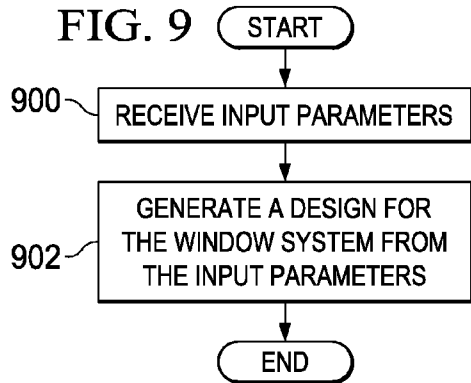 FIG. 9
START
900
RECEIVE INPUT PARAMETERS
902
GENERATE A DESIGN FOR
THE WINDOW SYSTEM FROM
THE INPUT PARAMETERS
END